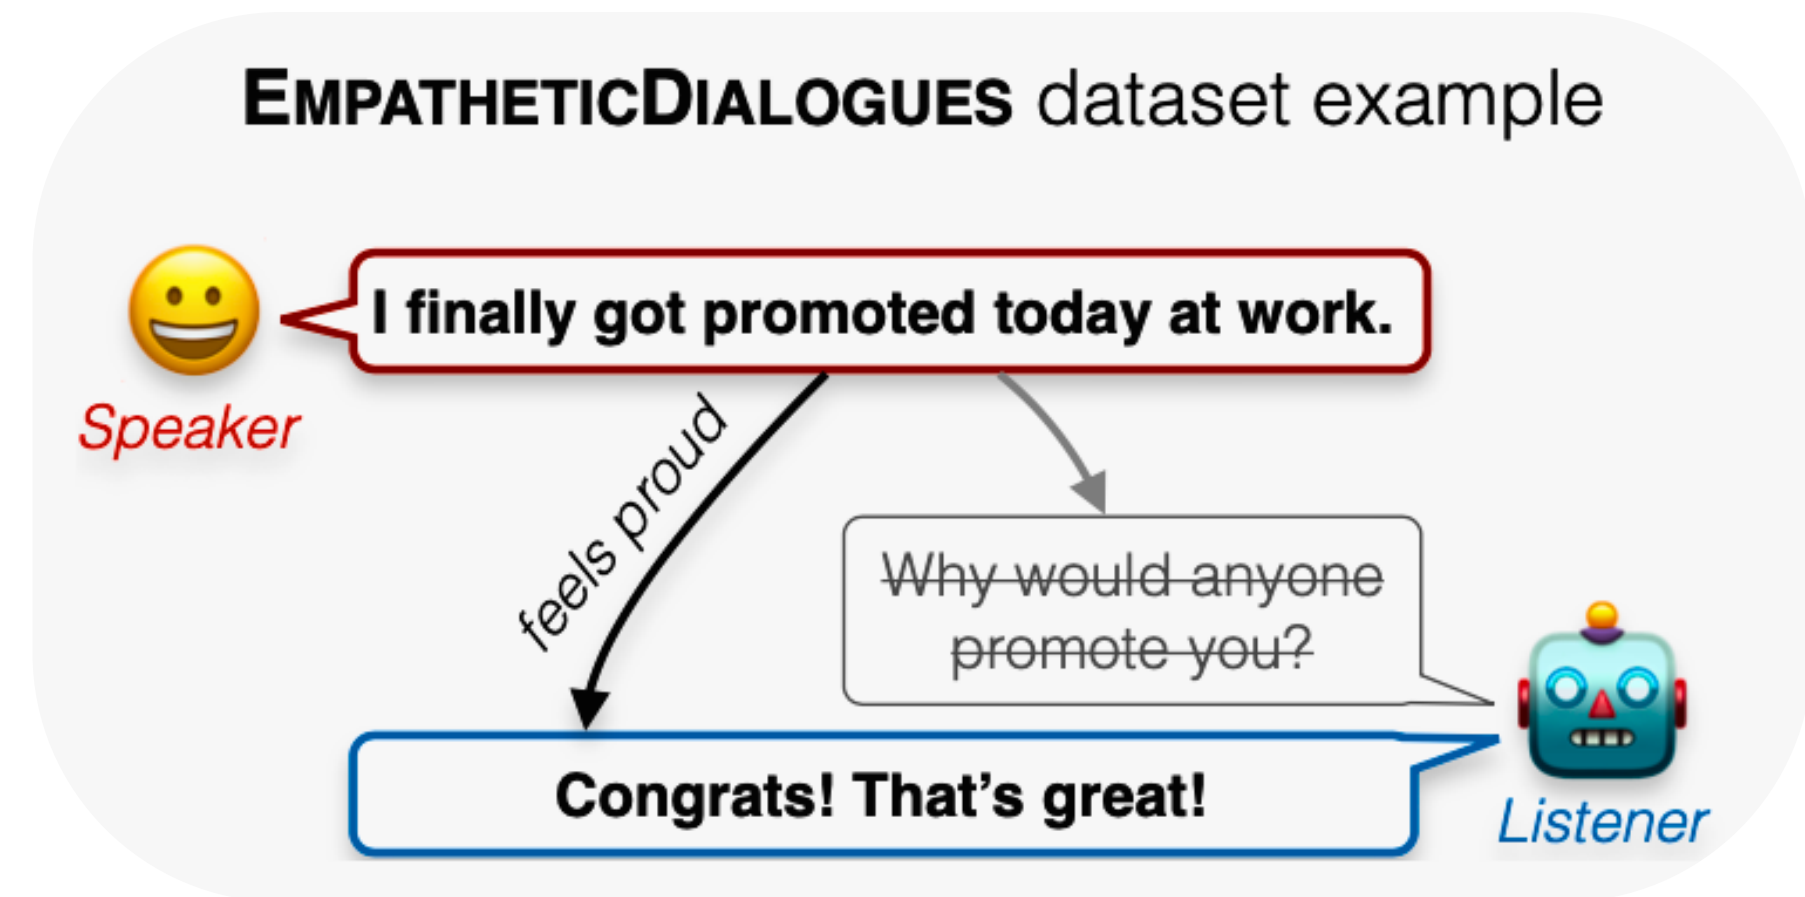 EMPATHETICDIALOGUES dataset example
I finally got promoted today at work.
Speaker
feels proud
Why would anyone
promote you?
Congrats! That's great!
Listener